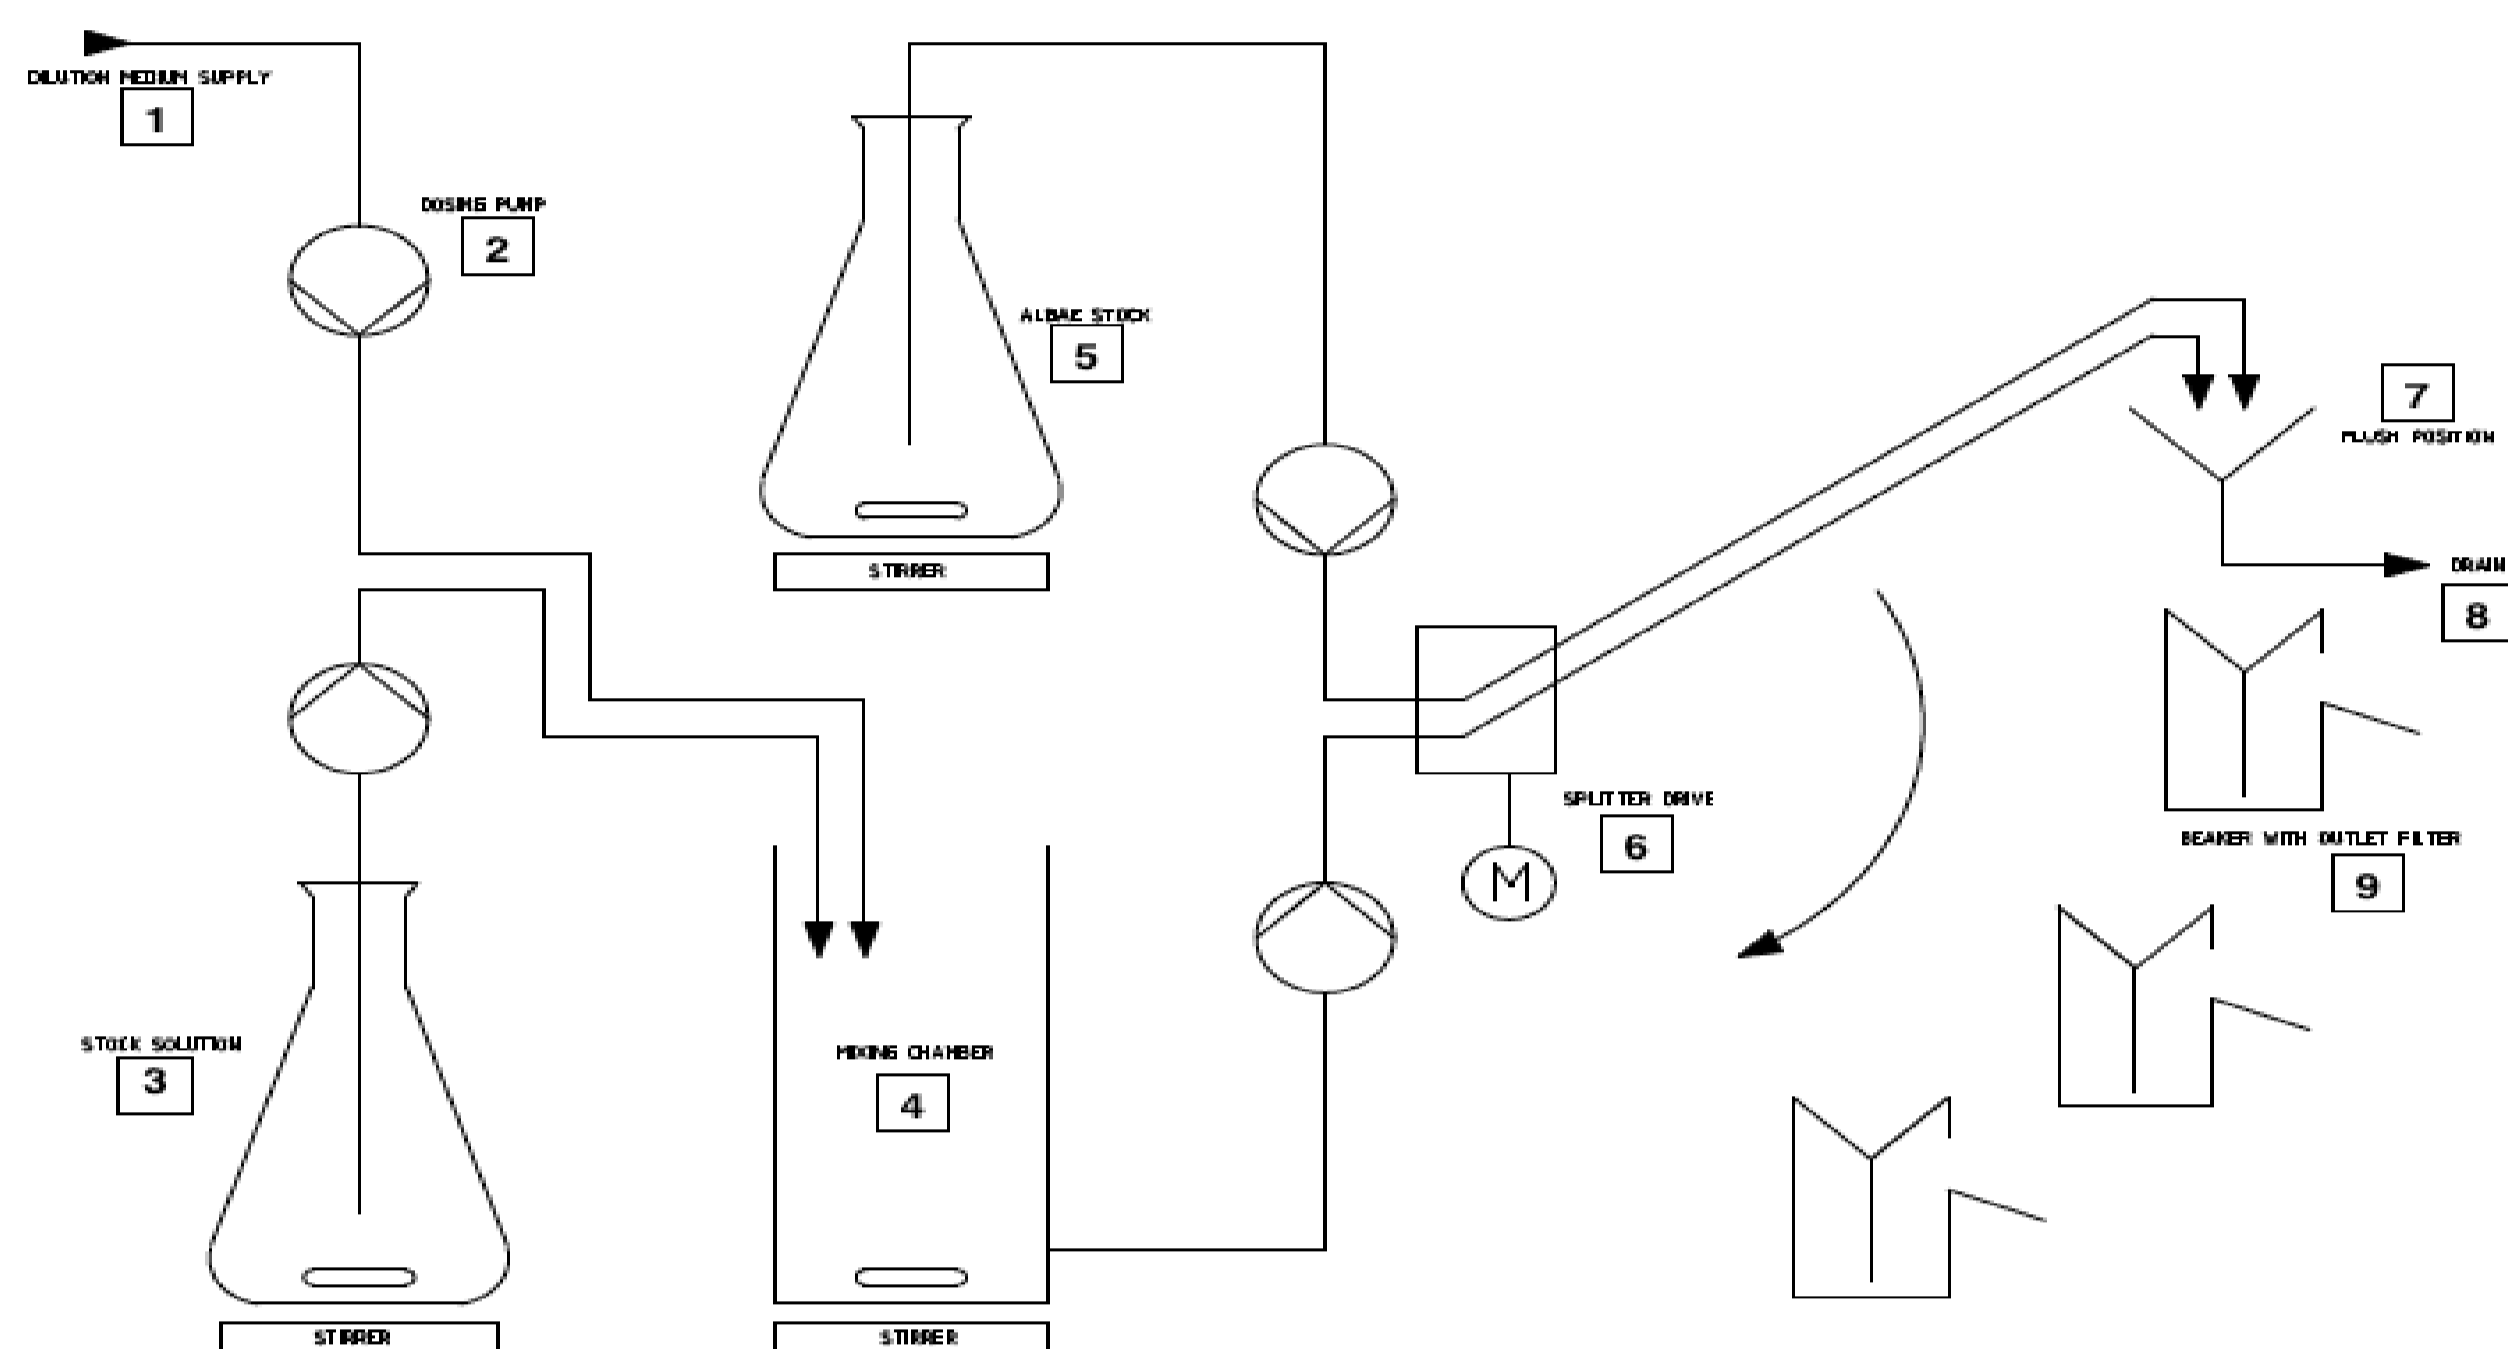 DILUTION MEDIUM SUPPLY
1
DOSING PUMP
2
ALGAE STOCK
5
STIRRER
7
FLUSH POSITION
DRAIN
8
SPLITTER DRIVE
6
M
BEAKER WITH OUTLET FILTER
9
STOCK SOLUTION
3
MIXING CHAMBER
4
STIRRER
STIRRER